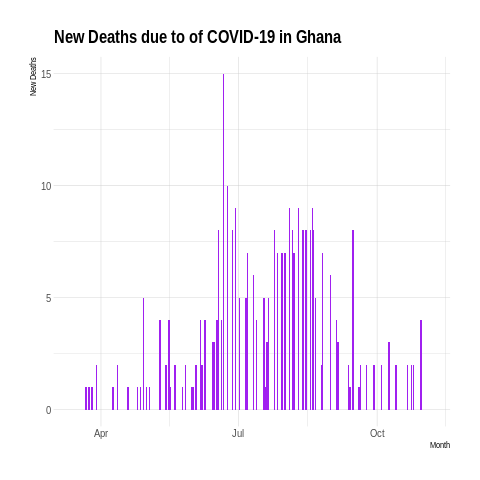 New Deaths due to of COVID-19 in Ghana
New Deaths
15
10
5
0
Apr
Jul
Oct
Month